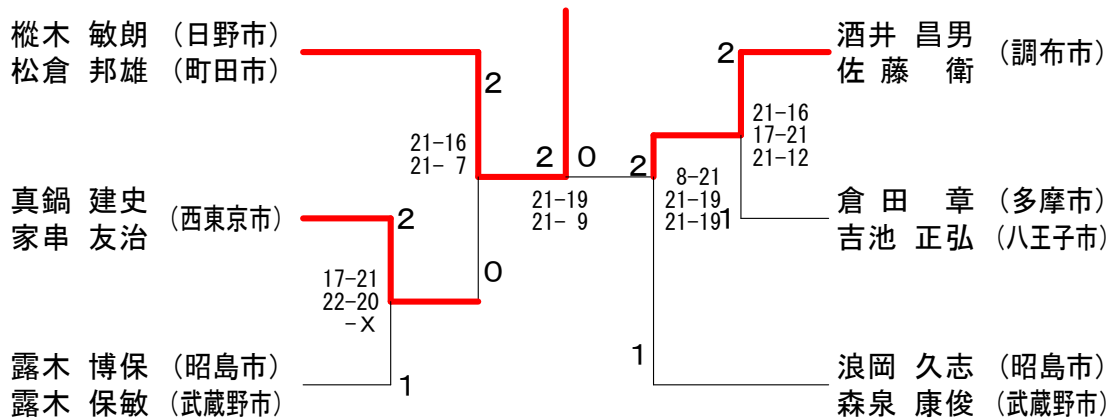 樅木 敏朗 （日野市）
松倉 邦雄 （町田市）
2
21-16
21- 7
真鍋 建史
家串 友治
（西東京市）
2
17-21
22-20
-X
0
露木 博保 （昭島市）
露木 保敏 （武蔵野市）
1
2 0
21-19
21- 9
酒井 昌男
佐 藤 衛
（調布市）
2
21-16
17-21
21-12
2
8-21
21-19
21-19
1
倉 田 章 （多摩市）
吉池 正弘 （八王子市）
1
浪岡 久志 （昭島市）
森泉 康俊 （武蔵野市）